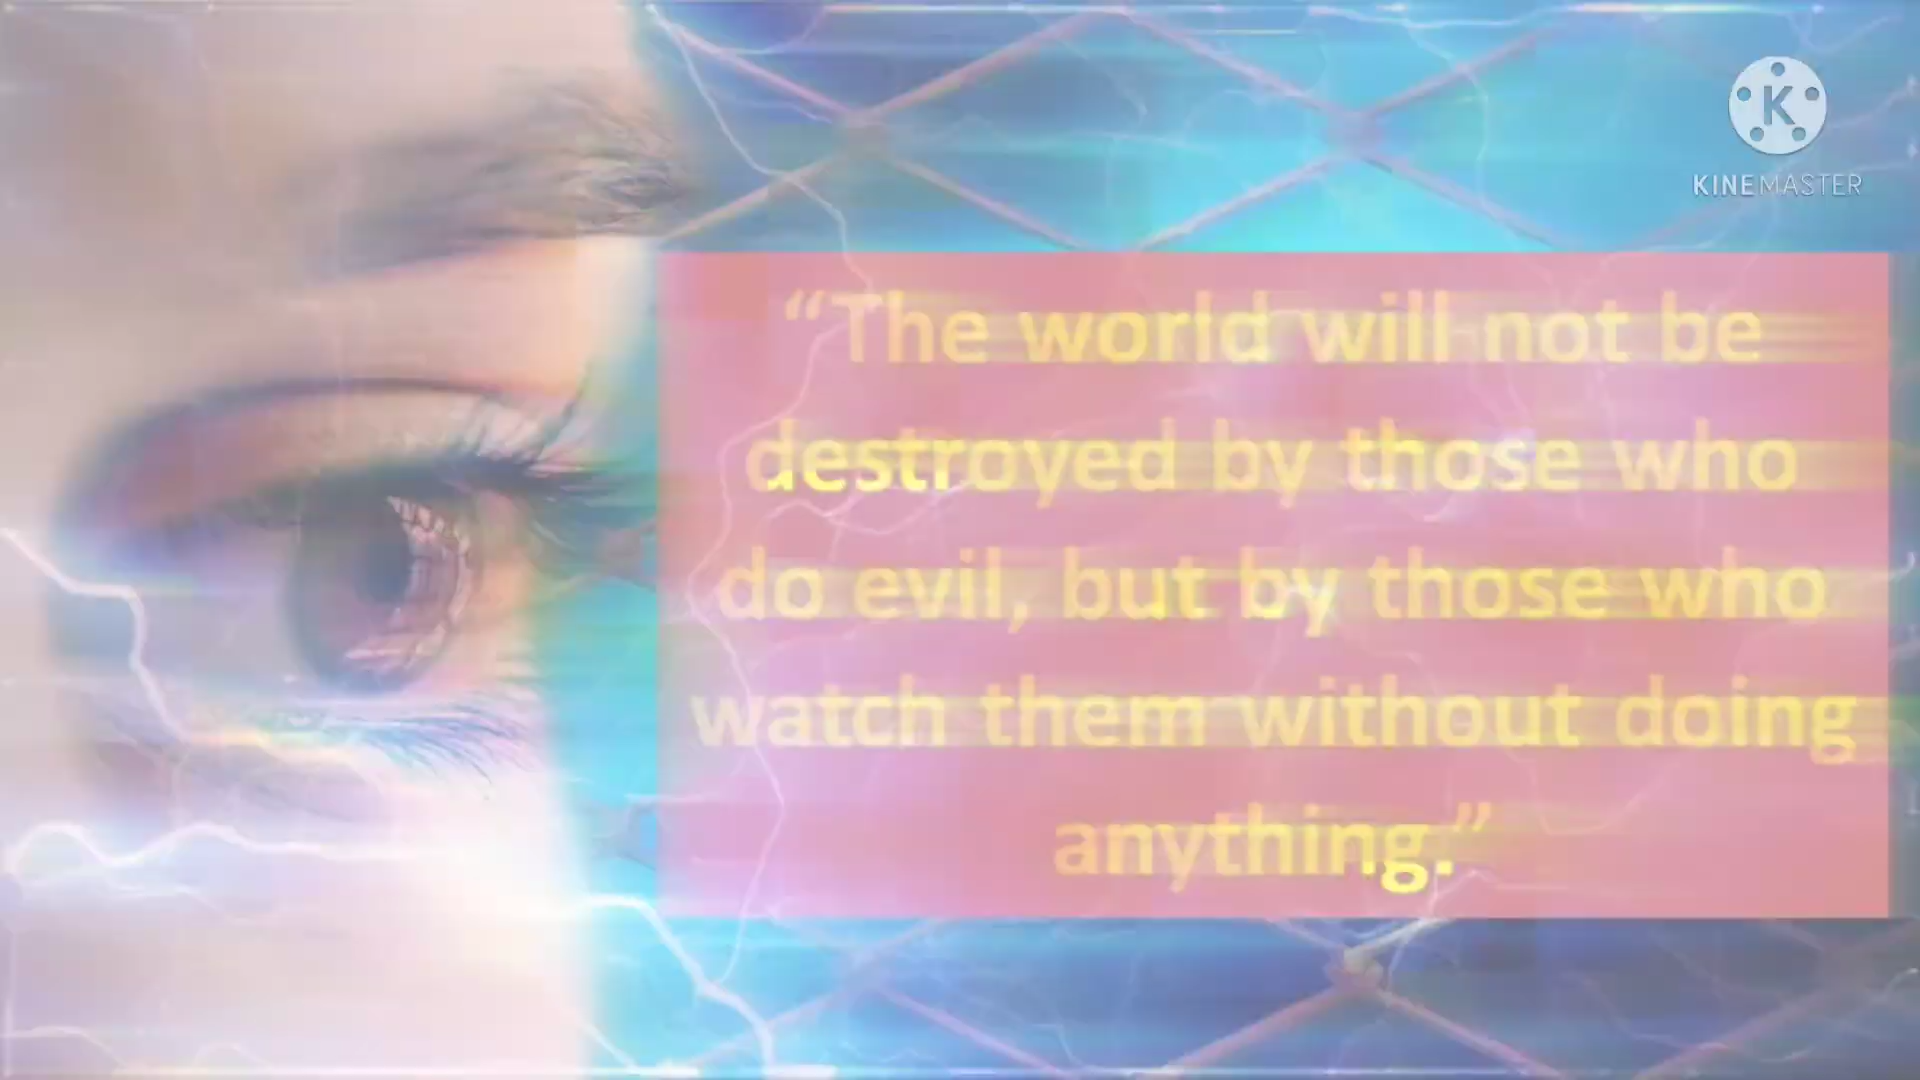 KINEMASTER
“The world will not be
destroyed by those who
do evil, but by those who
watch them without doing
anything.”